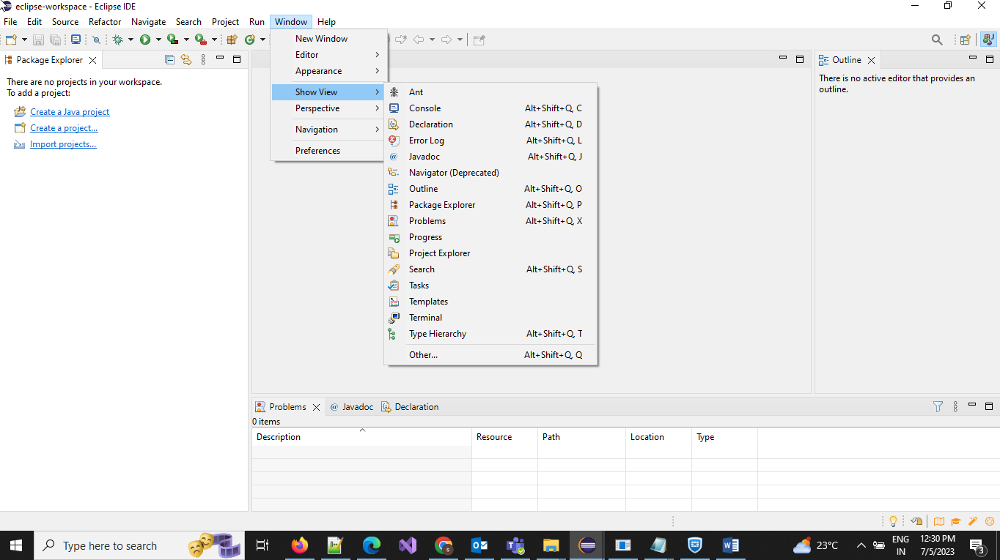 eclipse-workspace - Eclipse IDE
File Edit Source Refactor Navigate Search Project Run Window Help
Package Explorer
There are no projects in your workspace.
To add a project:
Create a Java project
Create a project...
Import projects...
New Window
Editor
Appearance
Show View
Perspective
Navigation
Preferences
Ant
Console Alt+Shift+Q, C
Declaration Alt+Shift+Q, D
Error Log Alt+Shift+Q, L
Javadoc Alt+Shift+Q, J
Navigator (Deprecated)
Outline Alt+Shift+Q, O
Package Explorer Alt+Shift+Q, P
Problems Alt+Shift+Q, X
Progress
Project Explorer
Search Alt+Shift+Q, S
Tasks
Templates
Terminal
Type Hierarchy Alt+Shift+Q, T
Other... Alt+Shift+Q, Q
Outline
There is no active editor that provides an
outline.
Problems Javadoc Declaration
0 items
Description Resource Path Location Type
Type here to search
23°C
ENG
IN
12:30 PM
7/5/2023
3